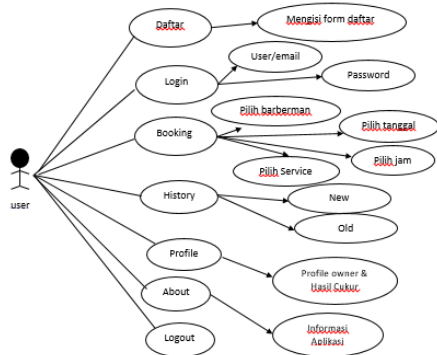 Daftar
Mengisi form daftar
User/email
Login
Password
Pilih barberman
Booking
Pilih tanggal
Pilih jam
Pilih Service
user
History
New
Old
Profile
Profile owner &
Hasil Cukur
About
Informasi
Aplikasi
Logout